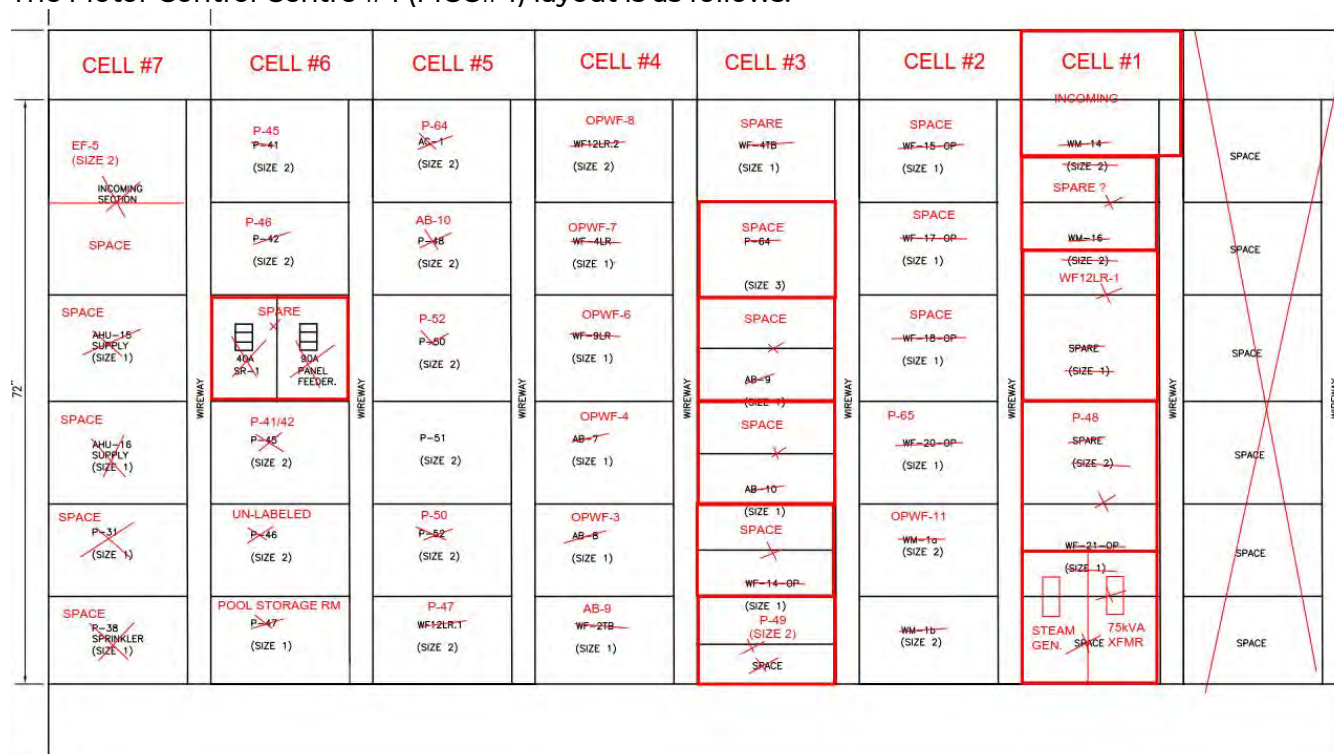 The Motor Control Centre layout is as follows.
CELL #7
EF-5
(SIZE 2)
INCOMING
SECTION
SPACE
SPACE
AHU-15
SUPPLY
(SIZE 1)
SPACE
AHU-16
SUPPLY
(SIZE 1)
SPACE
P-31
(SIZE 1)
SPACE
P-38
SPRINKLER
(SIZE 1)
72"
WIREWAY
CELL #6
P-45
P-41
(SIZE 2)
P-46
P-42
(SIZE 2)
SPARE
40A
SR-1
90A
PANEL
FEEDER.
P-41/42
P-45
(SIZE 2)
UN-LABELED
P-46
(SIZE 2)
POOL STORAGE RM
P-47
(SIZE 1)
WIREWAY
CELL #5
P-64
AC-1
(SIZE 2)
AB-10
P-48
(SIZE 2)
P-52
P-50
(SIZE 2)
P-51
(SIZE 2)
P-50
P-52
(SIZE 2)
P-47
WF12LR.1
(SIZE 2)
WIREWAY
CELL #4
OPWF-8
WF12LR.2
(SIZE 2)
OPWF-7
WF-4LR
(SIZE 1)
OPWF-6
WF-9LR
(SIZE 1)
OPWF-4
AB-7
(SIZE 1)
OPWF-3
AB-8
(SIZE 1)
AB-9
WF-2TB
(SIZE 1)
WIREWAY
CELL #3
SPARE
WF-4TB
(SIZE 1)
SPACE
P-64
(SIZE 3)
SPACE
AB-9
(SIZE 1)
SPACE
AB-10
(SIZE 1)
SPACE
WF-14-OP
(SIZE 1)
P-49
(SIZE 2)
SPACE
WIREWAY
CELL #2
SPACE
WF-15-OP
(SIZE 1)
SPACE
WF-17-OP
(SIZE 1)
SPACE
WF-18-OP
(SIZE 1)
P-65
WF-20-OP
(SIZE 1)
OPWF-11
WM-1a
(SIZE 2)
WM-1b
(SIZE 2)
WIREWAY
CELL #1
INCOMING
WM-14
(SIZE 2)
SPARE ?
WM-16
(SIZE 2)
WF12LR-1
SPARE
(SIZE 1)
P-48
SPARE
(SIZE 2)
WF-21-OP
(SIZE 1)
STEAM
GEN.
75kVA
XFMR
SPACE
WIREWAY
SPACE
SPACE
SPACE
SPACE
SPACE
SPACE
WIREWAY